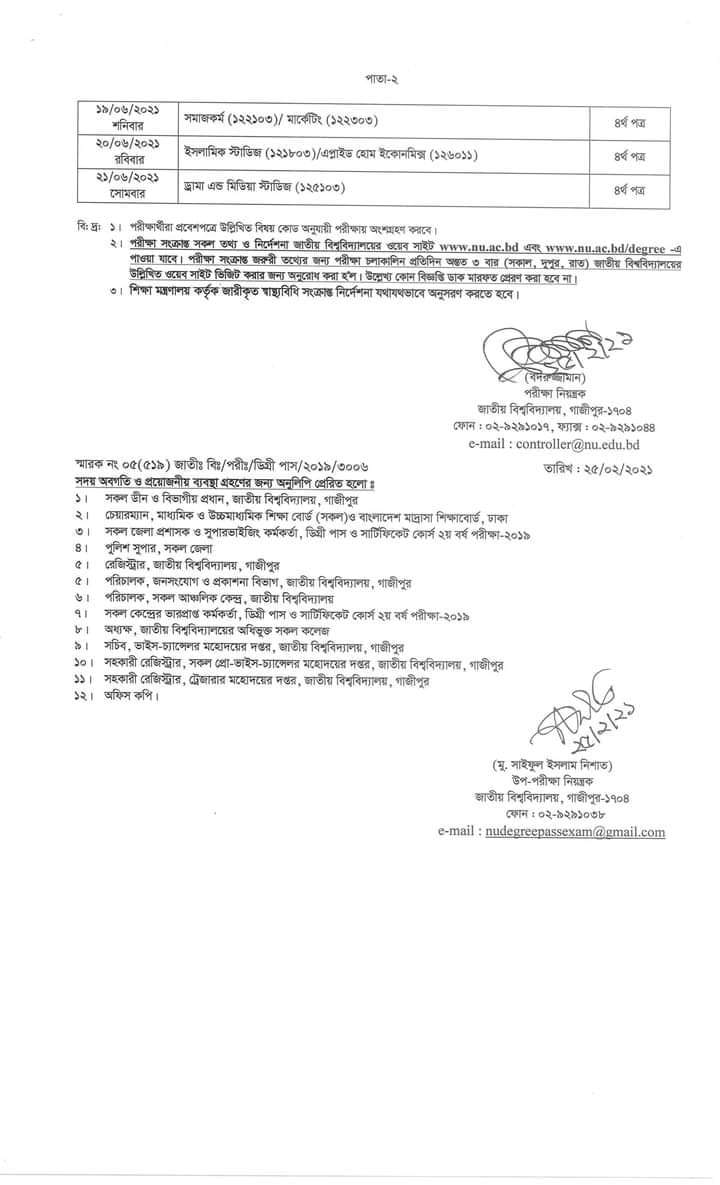 পাতা-২
১৯/০৬/২০২১
শনিবার
সমাজকর্ম (১২২১০৩)/ মার্কেটিং (১২২৩০৩)
৪র্থ পত্র
২০/০৬/২০২১
রবিবার
ইসলামিক স্টাডিজ (১২১৮০৩)/এপ্লাইড হোম ইকোনমিক্স (১২৬০১১)
৪র্থ পত্র
২১/০৬/২০২১
সোমবার
ড্রামা এন্ড মিডিয়া স্টাডিজ (১২৫১০৩)
৪র্থ পত্র
বি: দ্র: ১। পরীক্ষার্থীরা প্রবেশপত্রে উল্লিখিত বিষয় কোড অনুযায়ী পরীক্ষায় অংশগ্রহণ করবে।
২। পরীক্ষা সংক্রান্ত সকল তথ্য ও নির্দেশনা জাতীয় বিশ্ববিদ্যালয়ের ওয়েব সাইট www.nu.ac.bd এবং www.nu.ac.bd/degree -এ
পাওয়া যাবে। পরীক্ষা সংক্রান্ত জরুরী তথ্যের জন্য পরীক্ষা চলাকালিন প্রতিদিন অন্তত ৩ বার (সকাল, দুপুর, রাত) জাতীয় বিশ্ববিদ্যালয়ের
উল্লিখিত ওয়েব সাইট ভিজিট করার জন্য অনুরোধ করা হ'ল। উল্লেখ্য কোন বিজ্ঞপ্তি ডাক মারফত প্রেরণ করা হবে না।
৩। শিক্ষা মন্ত্রণালয় কর্তৃক জারীকৃত স্বাস্থ্যবিধি সংক্রান্ত নির্দেশনা যথাযথভাবে অনুসরণ করতে হবে।
২৫/২/২১
(বদরুজ্জামান)
পরীক্ষা নিয়ন্ত্রক
জাতীয় বিশ্ববিদ্যালয়, গাজীপুর-১৭০৪
ফোন : ০২-৯২৯১০১৭, ফ্যাক্স : ০২-৯২৯১০৪৪
e-mail : controller@nu.edu.bd
স্মারক নং ০৫(৫১৯) জাতীঃ বিঃ/পরীঃ/ডিগ্রী পাস/২০১৯/৩০০৬
তারিখ : ২৫/০২/২০২১
সদয় অবগতি ও প্রয়োজনীয় ব্যবস্থা গ্রহণের জন্য অনুলিপি প্রেরিত হলো ঃ
১। সকল ডীন ও বিভাগীয় প্রধান, জাতীয় বিশ্ববিদ্যালয়, গাজীপুর
২। চেয়ারম্যান, মাধ্যমিক ও উচ্চমাধ্যমিক শিক্ষা বোর্ড (সকল)ও বাংলাদেশ মাদ্রাসা শিক্ষাবোর্ড, ঢাকা
৩। সকল জেলা প্রশাসক ও সুপারভাইজিং কর্মকর্তা, ডিগ্রী পাস ও সার্টিফিকেট কোর্স ২য় বর্ষ পরীক্ষা-২০১৯
৪। পুলিশ সুপার, সকল জেলা
৫। রেজিস্ট্রার, জাতীয় বিশ্ববিদ্যালয়, গাজীপুর
৫। পরিচালক, জনসংযোগ ও প্রকাশনা বিভাগ, জাতীয় বিশ্ববিদ্যালয়, গাজীপুর
৬। পরিচালক, সকল আঞ্চলিক কেন্দ্র, জাতীয় বিশ্ববিদ্যালয়
৭। সকল কেন্দ্রের ভারপ্রাপ্ত কর্মকর্তা, ডিগ্রী পাস ও সার্টিফিকেট কোর্স ২য় বর্ষ পরীক্ষা-২০১৯
৮। অধ্যক্ষ, জাতীয় বিশ্ববিদ্যালয়ের অধিভুক্ত সকল কলেজ
৯। সচিব, ভাইস-চ্যান্সেলর মহোদয়ের দপ্তর, জাতীয় বিশ্ববিদ্যালয়, গাজীপুর
১০। সহকারী রেজিস্ট্রার, সকল প্রো-ভাইস-চ্যান্সেলর মহোদয়ের দপ্তর, জাতীয় বিশ্ববিদ্যালয়, গাজীপুর
১১। সহকারী রেজিস্ট্রার, ট্রেজারার মহোদয়ের দপ্তর, জাতীয় বিশ্ববিদ্যালয়, গাজীপুর
১২। অফিস কপি।
২৫/২/২১
(মু. সাইফুল ইসলাম নিশাত)
উপ-পরীক্ষা নিয়ন্ত্রক
জাতীয় বিশ্ববিদ্যালয়, গাজীপুর-১৭০৪
ফোন : ০২-৯২৯১০৩৮
e-mail : nudegreepassexam@gmail.com